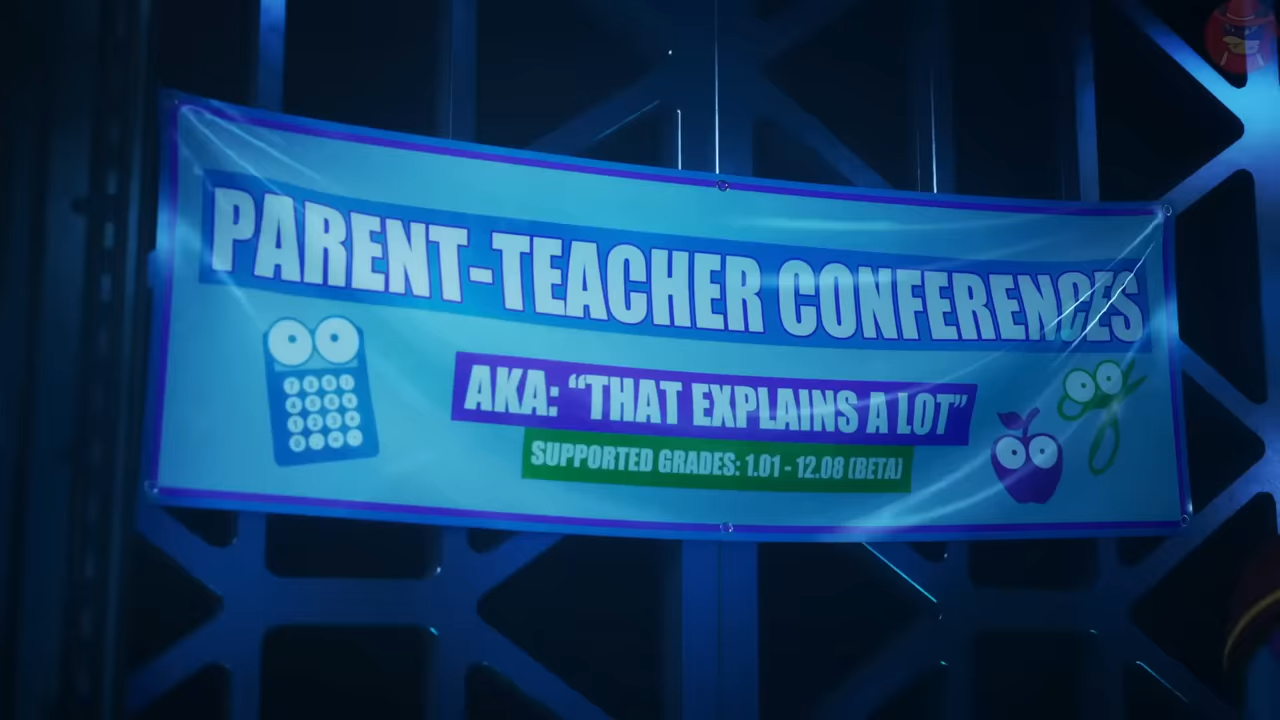 PARENT-TEACHER CONFERENCES
AKA: “THAT EXPLAINS A LOT”
SUPPORTED GRADES: 1.01 - 12.08 (BETA)